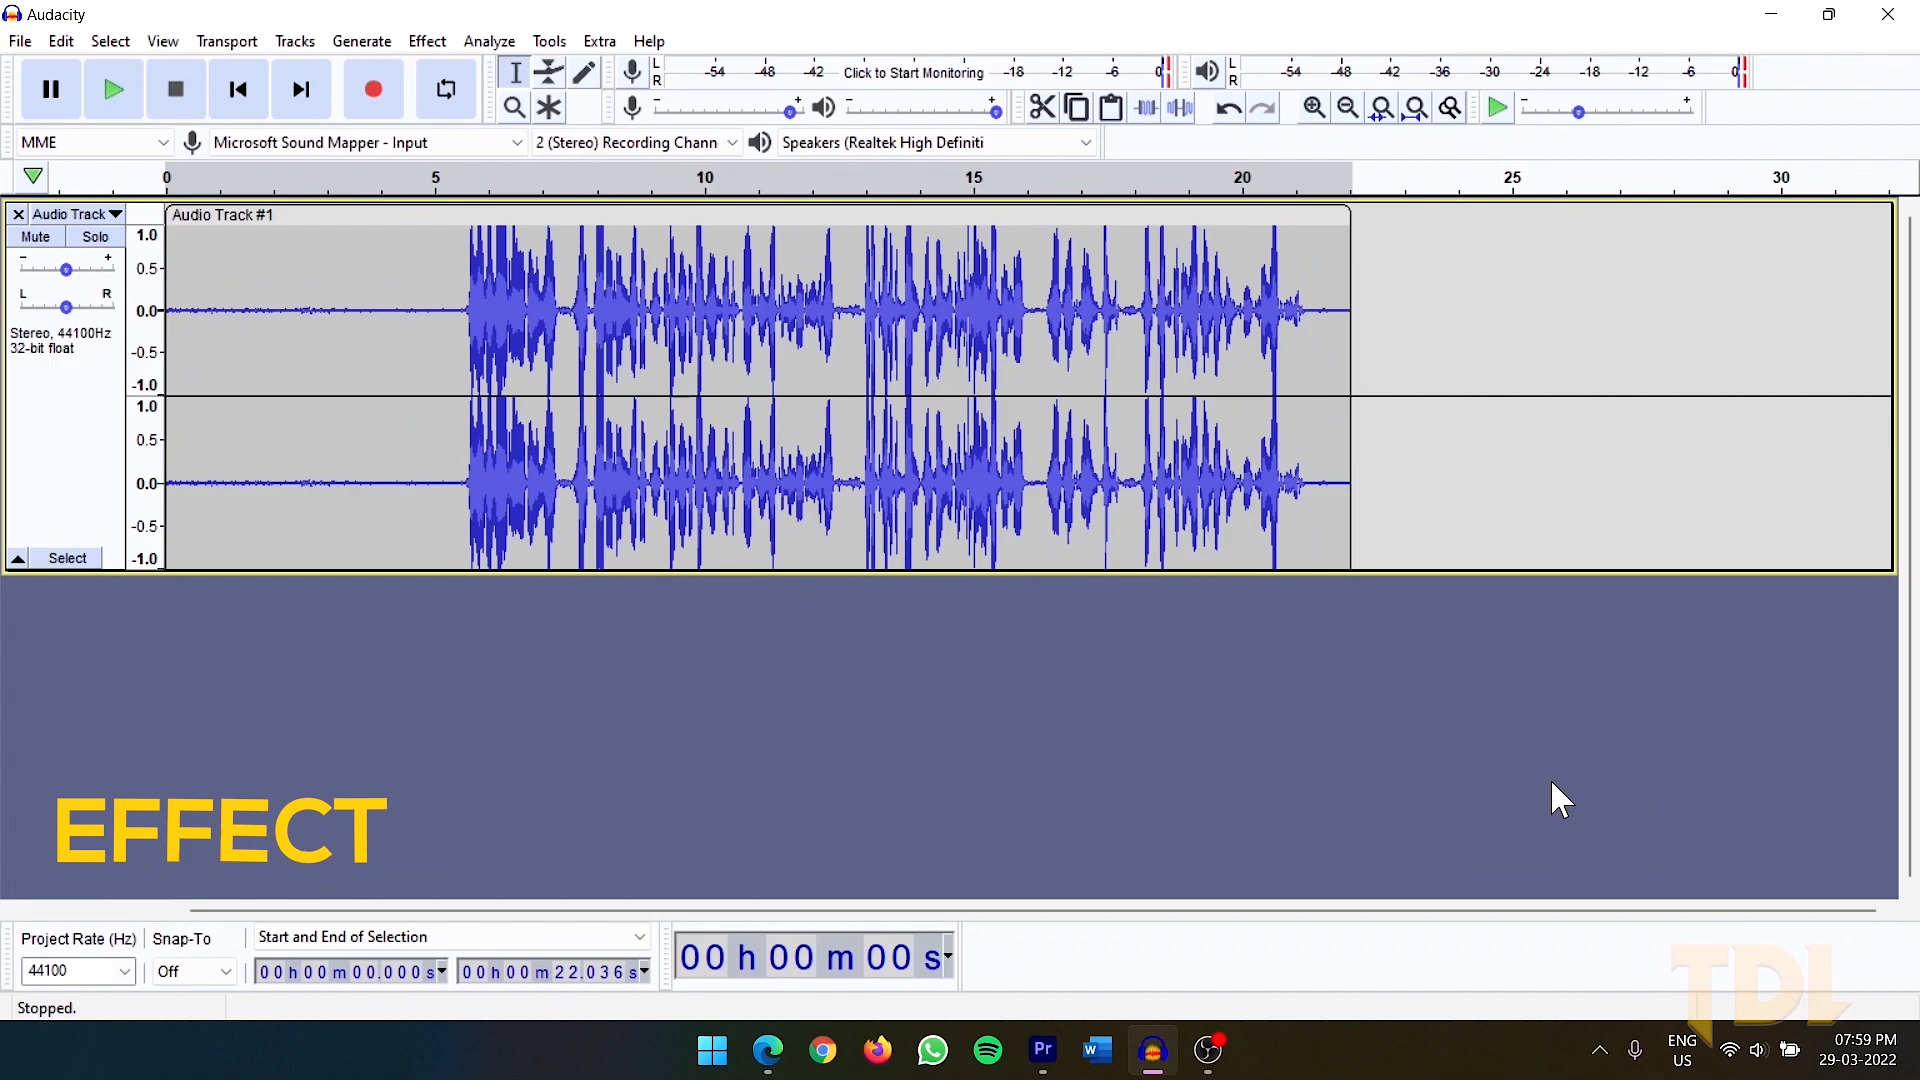 Audacity
File Edit Select View Transport Tracks Generate Effect Analyze Tools Extra Help
L R -54 -48 -42 Click to Start Monitoring -18 -12 -6 0 L R -54 -48 -42 -36 -30 -24 -18 -12 -6 0
MME Microsoft Sound Mapper - Input 2 (Stereo) Recording Chann Speakers (Realtek High Definiti
0 5 10 15 20 25 30
Audio Track Audio Track #1
Mute Solo
- +
L R
Stereo, 44100Hz
32-bit float
Select
1.0
0.5-
0.0-
-0.5-
-1.0
1.0
0.5-
0.0-
-0.5-
-1.0
EFFECT
Project Rate (Hz) Snap-To Start and End of Selection
44100 Off 00 h 00 m 00.000 s 00 h 00 m 22.036 s
00 h 00 m 00 s
Stopped.
TDL
Pr W
ENG
US
07:59 PM
29-03-2022